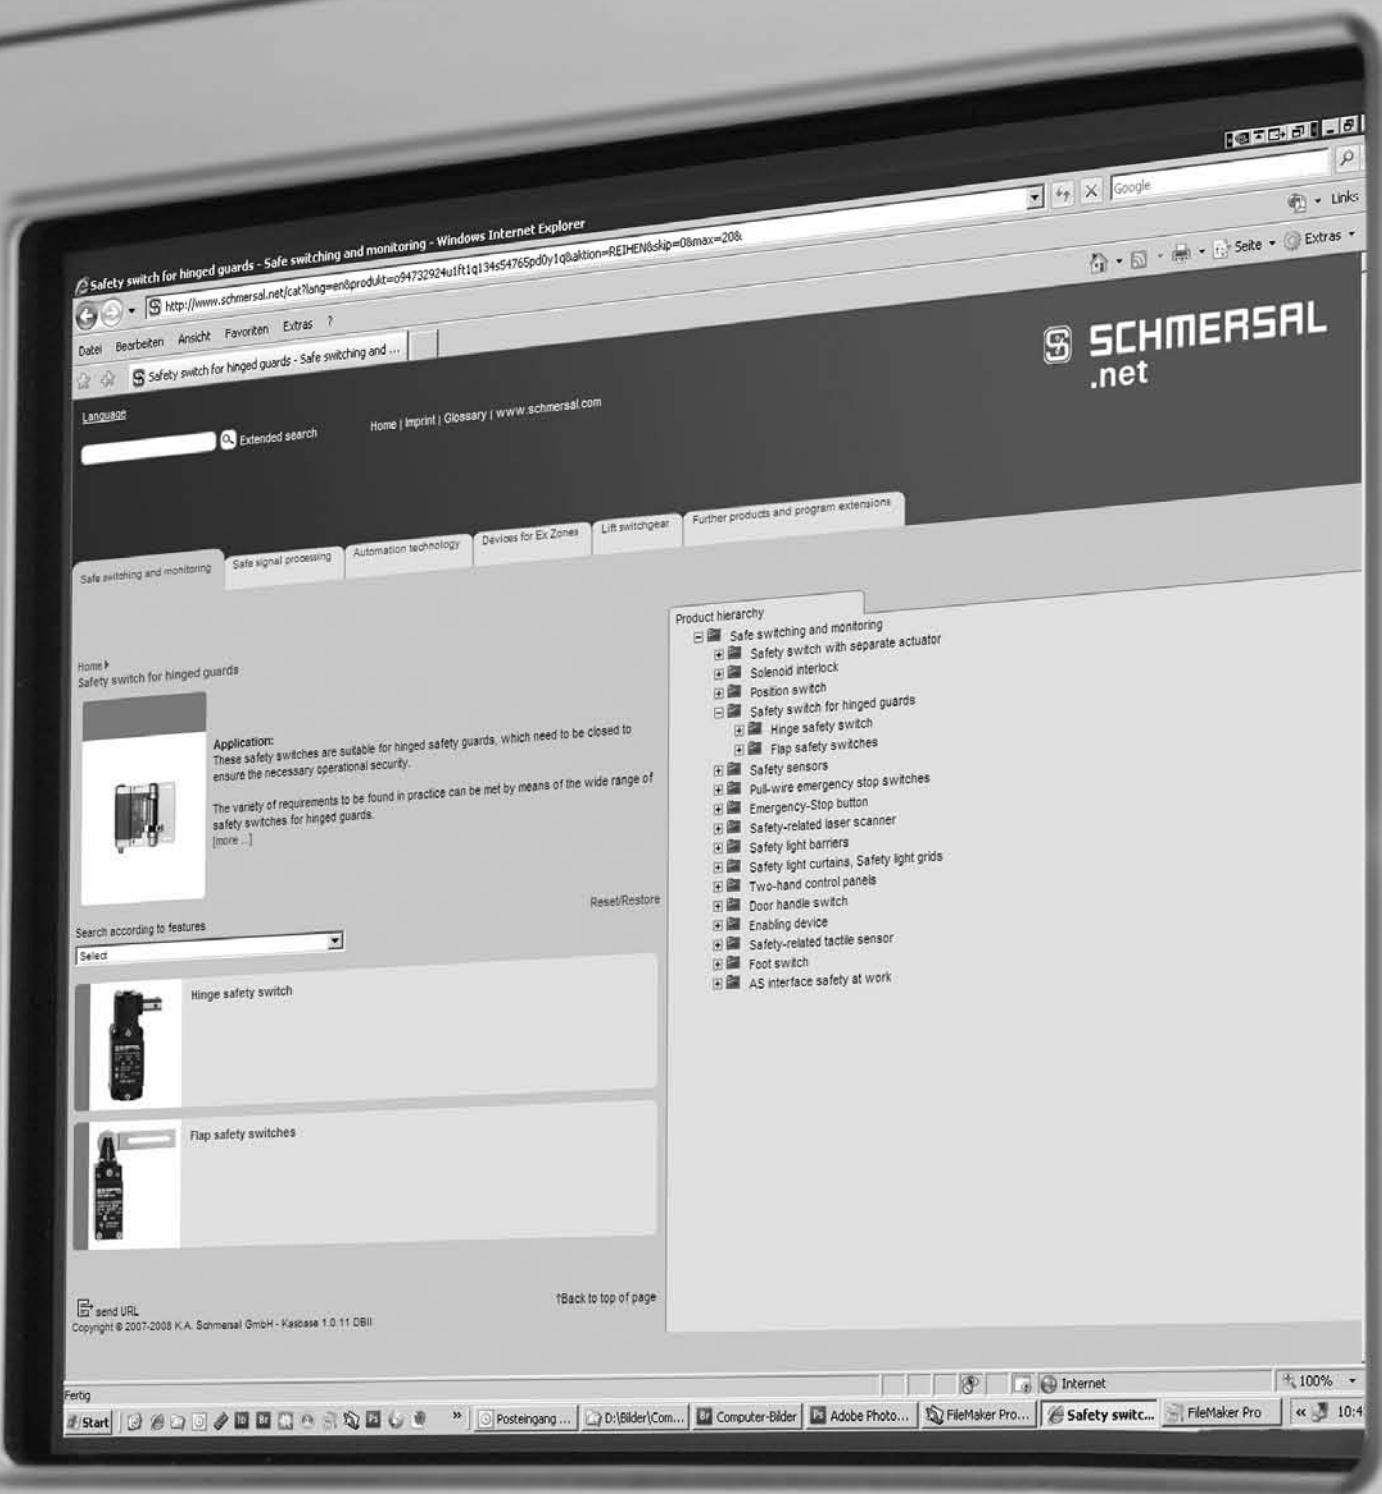 Safety switch for hinged guards - Safe switching and monitoring - Windows Internet Explorer
http://www.schmersal.net/cat?lang=en&produkt=o94732924u1ft1q134s54765pd0y1q&aktion=REIHEN&skip=0&max=20&
Google
Links
Datei Bearbeiten Ansicht Favoriten Extras ?
Safety switch for hinged guards - Safe switching and ...
Seite Extras
SCHMERSAL
.net
Language
Extended search
Home | Imprint | Glossary | www.schmersal.com
Safe switching and monitoring
Safe signal processing
Automation technology
Devices for Ex Zones
Lift switchgear
Further products and program extensions
Home
Safety switch for hinged guards
Application:
These safety switches are suitable for hinged safety guards, which need to be closed to
ensure the necessary operational security.
The variety of requirements to be found in practice can be met by means of the wide range of
safety switches for hinged guards.
[more ...]
Reset/Restore
Search according to features
Select
Hinge safety switch
Flap safety switches
send URL
↑Back to top of page
Copyright © 2007-2008 K.A. Schmersal GmbH - Kasbase 1.0.11 DBII
Product hierarchy
Safe switching and monitoring
Safety switch with separate actuator
Solenoid interlock
Position switch
Safety switch for hinged guards
Hinge safety switch
Flap safety switches
Safety sensors
Pull-wire emergency stop switches
Emergency-Stop button
Safety-related laser scanner
Safety light barriers
Safety light curtains, Safety light grids
Two-hand control panels
Door handle switch
Enabling device
Safety-related tactile sensor
Foot switch
AS interface safety at work
Fertig
Internet
100%
Start
Posteingang ...
D:\Bilder\Com...
Computer-Bilder
Adobe Photo...
FileMaker Pro...
Safety switc...
FileMaker Pro
10:4